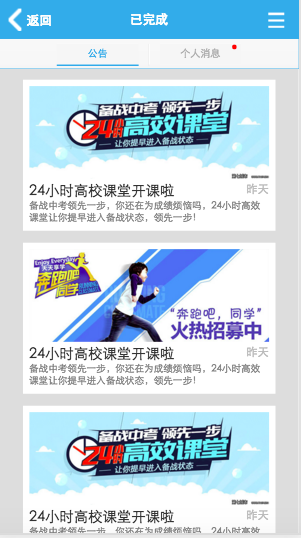 返回
已完成
公告
个人消息
备战中考 领先一步
24小时高效课堂
让你提早进入备战状态
24小时高校课堂开课啦
昨天
备战中考领先一步，你还在为成绩烦恼吗，24小时高效
课堂让你提早进入备战状态，领先一步!
Enjoy Everyday
天天享学
奔跑吧
同学
“奔跑吧，同学”
火热招募中
24小时高校课堂开课啦
昨天
备战中考领先一步，你还在为成绩烦恼吗，24小时高效
课堂让你提早进入备战状态，领先一步!
备战中考 领先一步
24小时高效课堂
让你提早进入备战状态
24小时高校课堂开课啦
昨天
备战中考领先一步，你还在为成绩烦恼吗，24小时高效